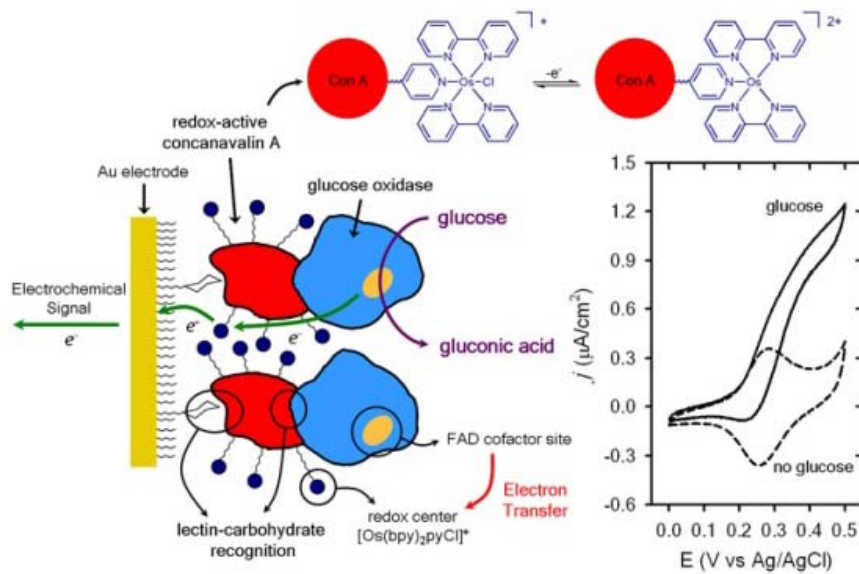 +
2+
N
N
N
N
Con A
N
Os
Cl
-e⁻
Con A
N
Os
N
N
N
N
redox-active
concanavalin A
Au electrode
glucose oxidase
glucose
Electrochemical
Signal
e⁻
e⁻
e⁻
gluconic acid
FAD cofactor site
Electron
Transfer
redox center
[Os(bpy)₂pyCl]⁺
lectin-carbohydrate
recognition
1.5
1.2
0.9
0.6
0.3
0.0
-0.3
-0.6
j (μA/cm²)
glucose
no glucose
0.0 0.1 0.2 0.3 0.4 0.5
E (V vs Ag/AgCl)